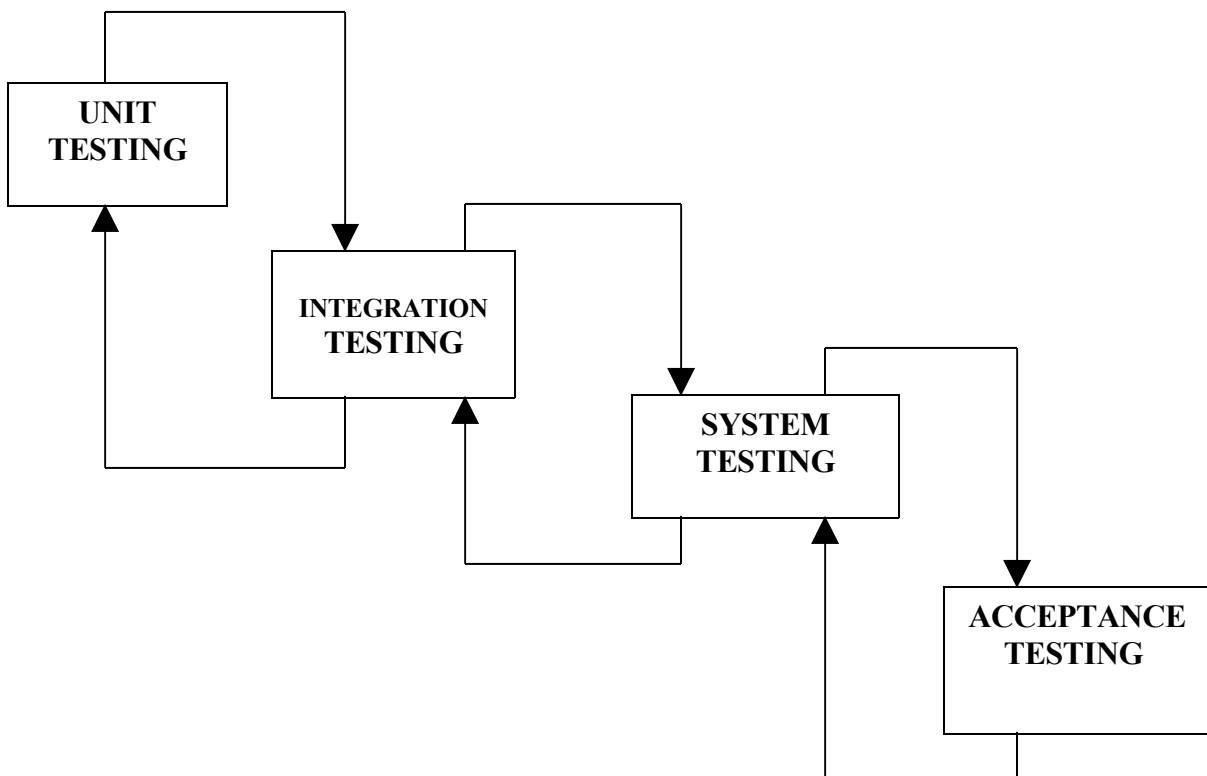 UNIT
TESTING
INTEGRATION
TESTING
SYSTEM
TESTING
ACCEPTANCE
TESTING